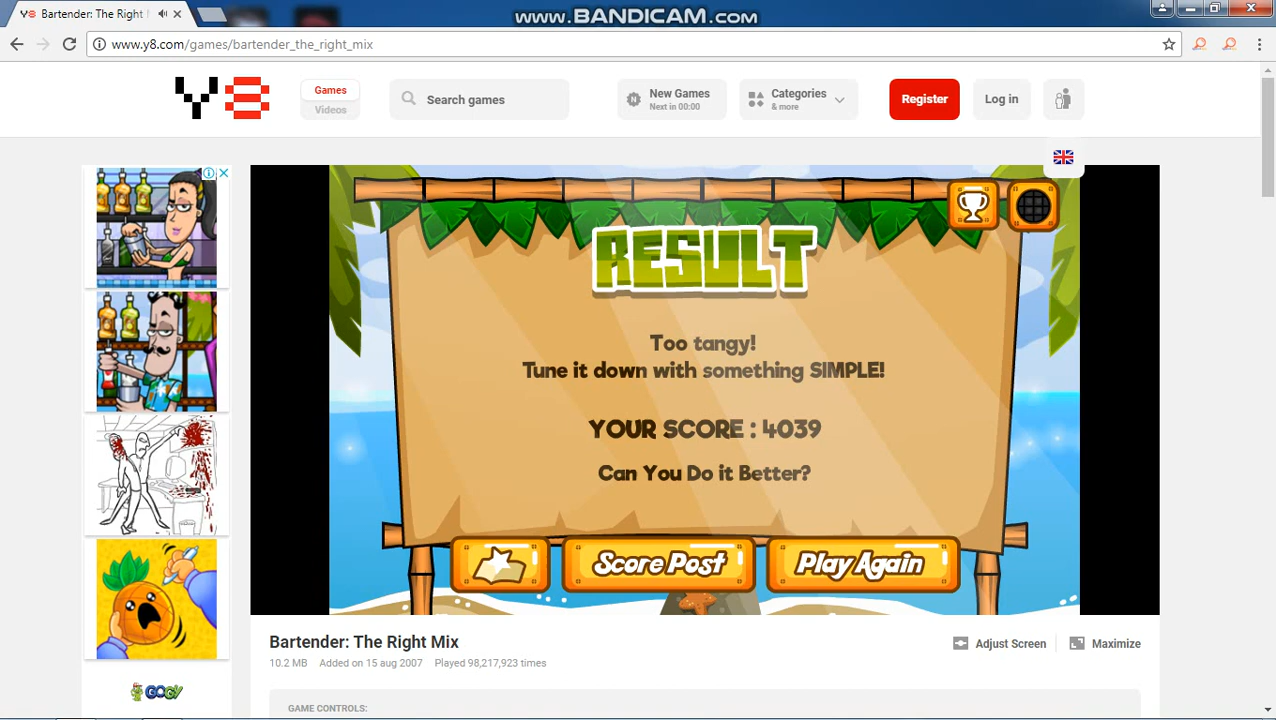 Bartender: The Right
www.BANDICAM.com
www.y8.com/games/bartender_the_right_mix
Y8
Games
Videos
Search games
New Games
Next in 00:00
Categories
& more
Register
Log in
RESULT
Too tangy!
Tune it down with something SIMPLE!
YOUR SCORE : 4039
Can You Do it Better?
Score Post
Play Again
GOGY
Bartender: The Right Mix
Adjust Screen
Maximize
10.2 MB Added on 15 aug 2007 Played 98,217,923 times
GAME CONTROLS: